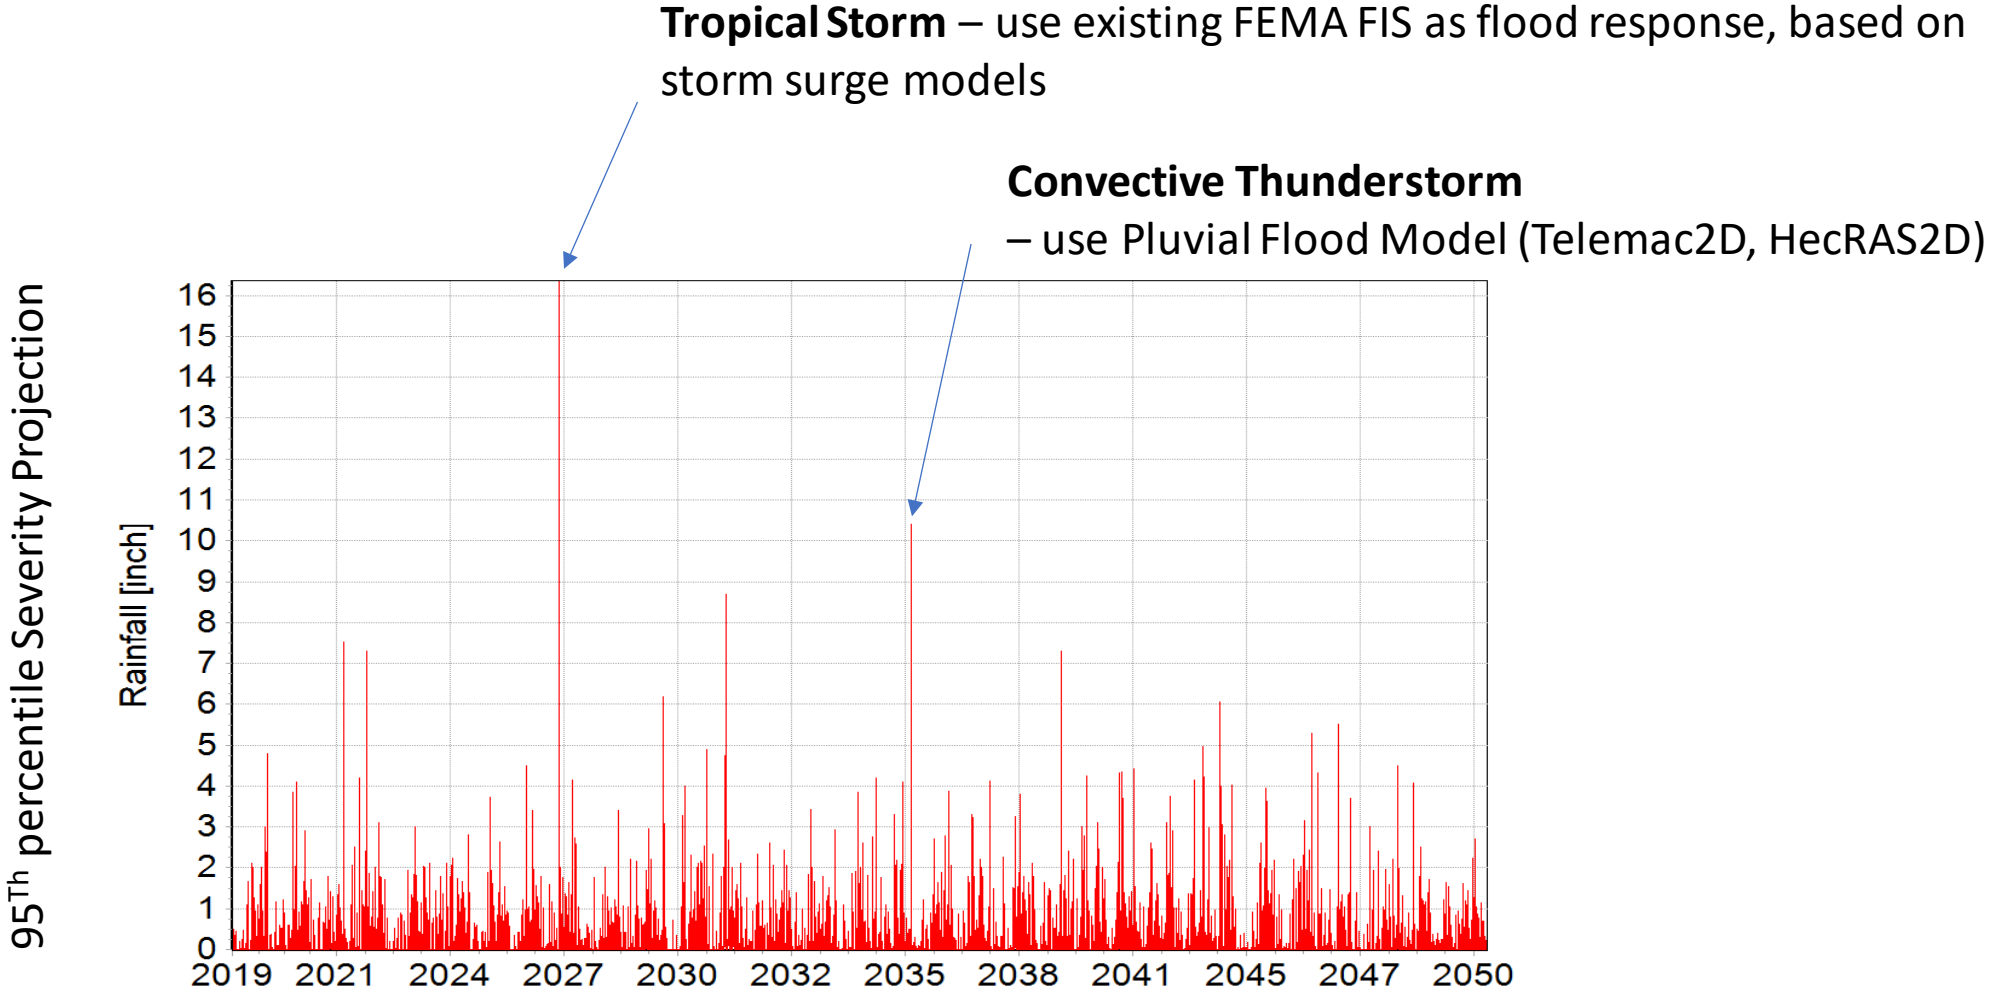 Tropical Storm – use existing FEMA FIS as flood response, based on
storm surge models
Convective Thunderstorm
– use Pluvial Flood Model (Telemac2D, HecRAS2D)
95Th percentile Severity Projection
Rainfall [inch]
16
15
14
13
12
11
10
9
8
7
6
5
4
3
2
1
0
2019 2021 2024 2027 2030 2032 2035 2038 2041 2045 2047 2050